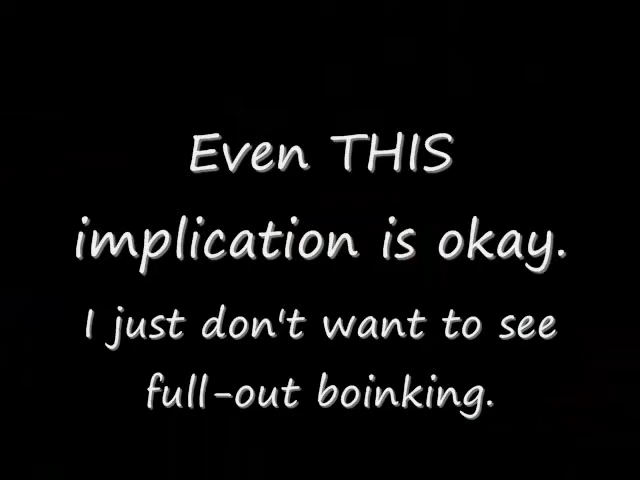 Even THIS
implication is okay.
I just don't want to see
full-out boinking.